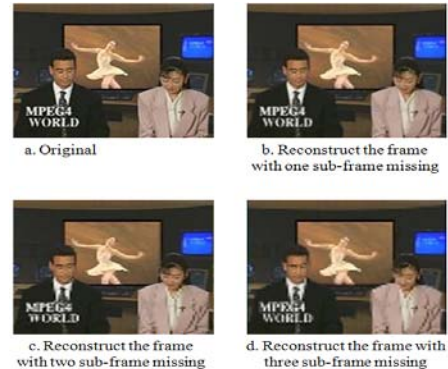 MPEG4
WORLD
a. Original
MPEG4
WORLD
b. Reconstruct the frame
with one sub-frame missing
MPEG4
WORLD
c. Reconstruct the frame
with two sub-frame missing
MPEG4
WORLD
d. Reconstruct the frame with
three sub-frame missing